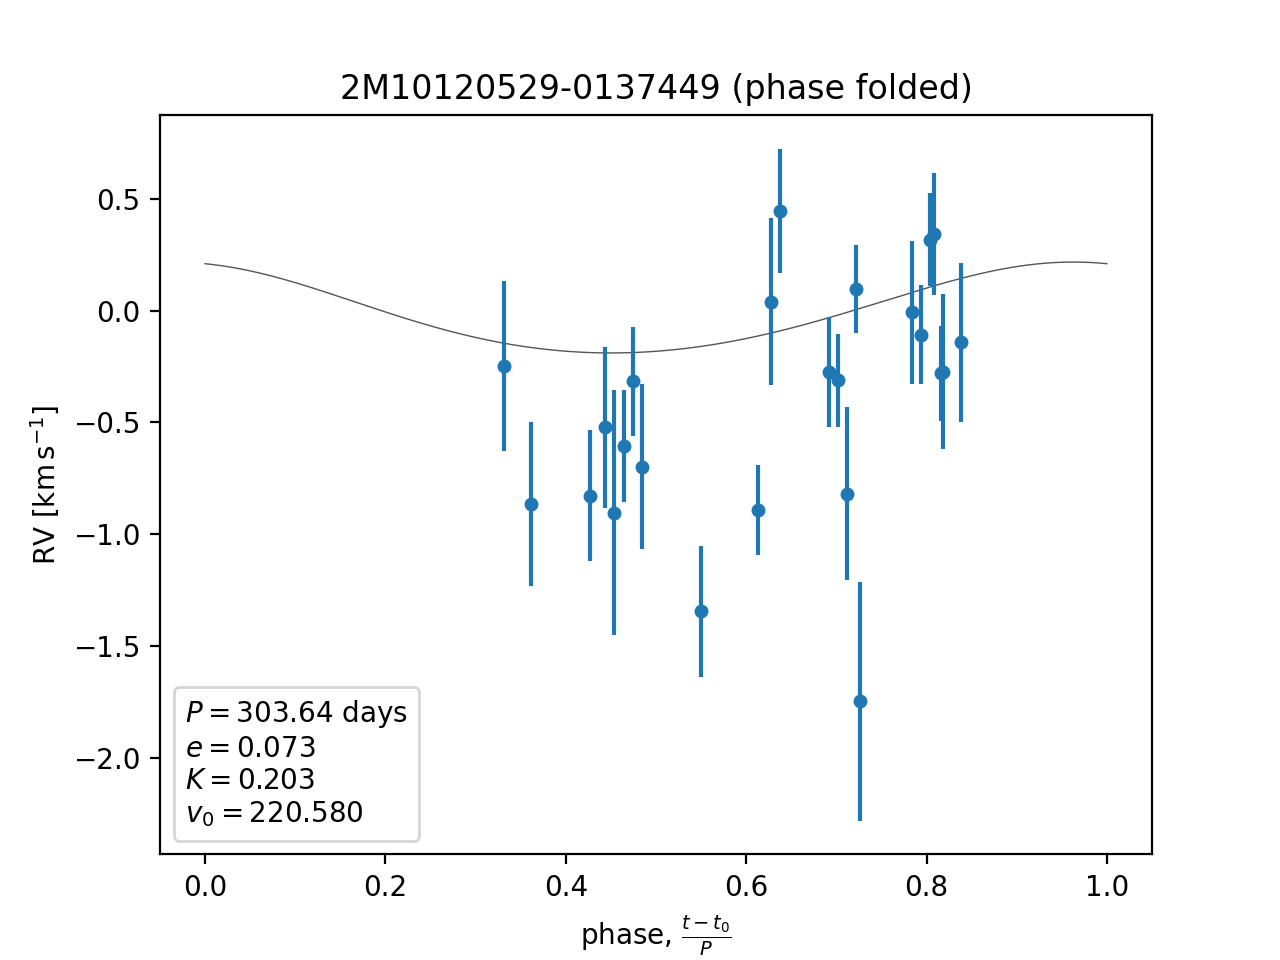 2M10120529-0137449 (phase folded)
RV [km s⁻¹]
0.5
0.0
−0.5
−1.0
−1.5
−2.0
P = 303.64 days
e = 0.073
K = 0.203
v₀ = 220.580
0.0 0.2 0.4 0.6 0.8 1.0
phase, (t − t₀)/P